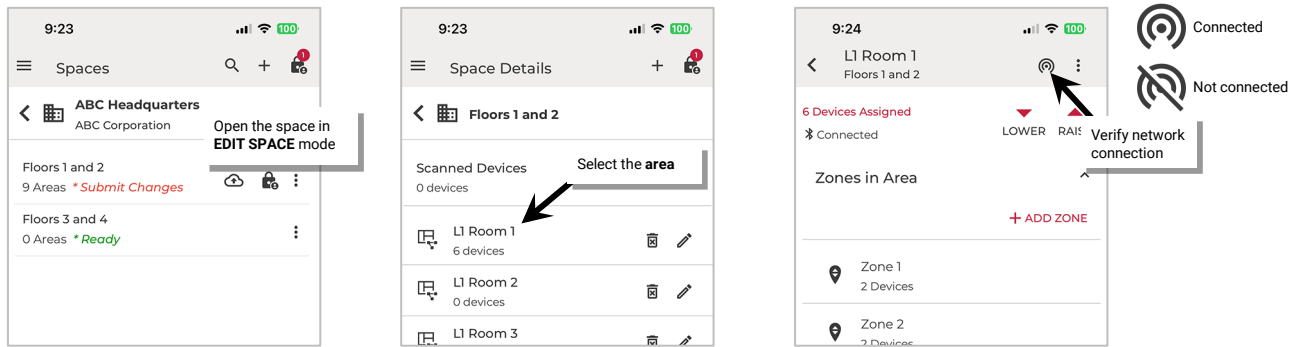 9:23
100
Spaces
1
ABC Headquarters
ABC Corporation
Open the space in
EDIT SPACE mode
Floors 1 and 2
9 Areas * Submit Changes
Floors 3 and 4
0 Areas * Ready
9:23
100
Space Details
1
Floors 1 and 2
Scanned Devices
0 devices
Select the area
L1 Room 1
6 devices
L1 Room 2
0 devices
L1 Room 3
9:24
100
L1 Room 1
Floors 1 and 2
6 Devices Assigned
Connected
LOWER
RAIS
Verify network
connection
Zones in Area
+ ADD ZONE
Zone 1
2 Devices
Zone 2
2 Devices
Connected
Not connected